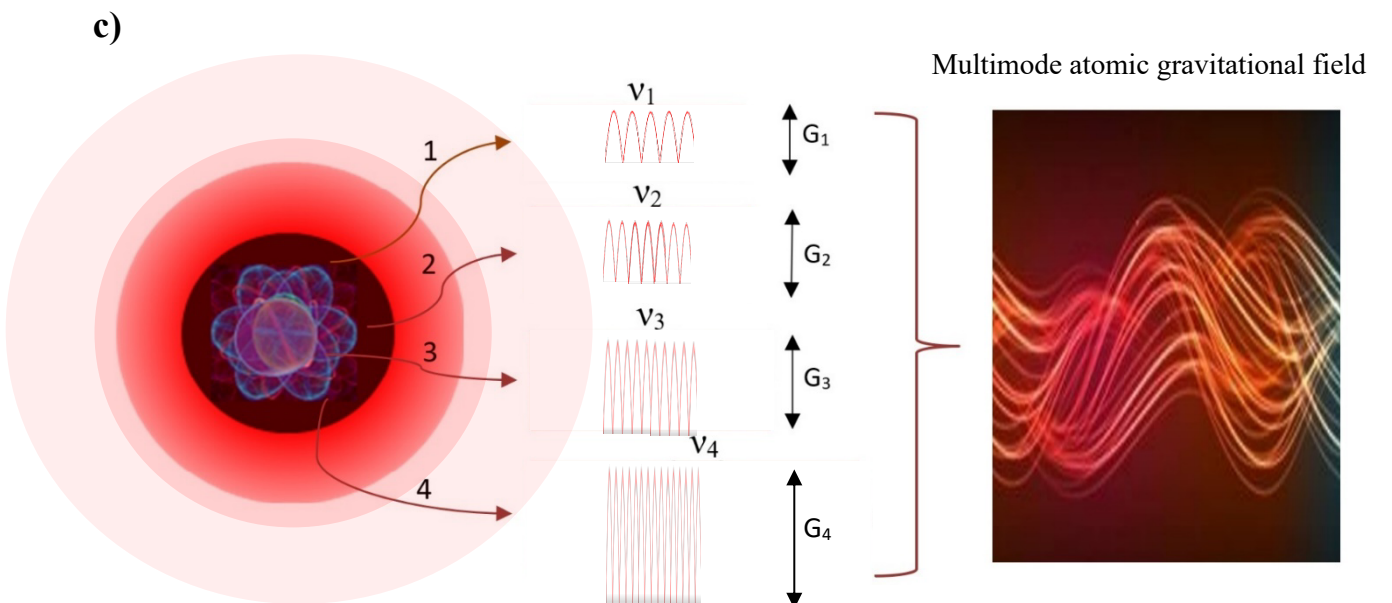 c)
Multimode atomic gravitational field
1
ν₁
G₁
2
ν₂
G₂
3
ν₃
G₃
4
ν₄
G₄